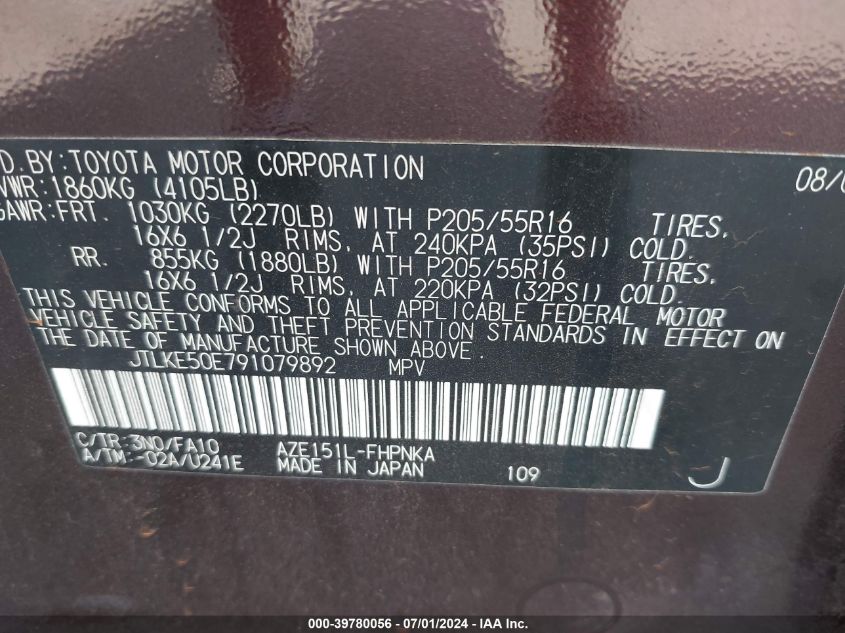 D. BY: TOYOTA MOTOR CORPORATION 08/
VWR: 1860KG (4105LB)
GAWR: FRT. 1030KG (2270LB) WITH P205/55R16 TIRES,
16X6 1/2J RIMS, AT 240KPA (35PSI) COLD.
RR. 855KG (1880LB) WITH P205/55R16 TIRES,
16X6 1/2J RIMS, AT 220KPA (32PSI) COLD.
THIS VEHICLE CONFORMS TO ALL APPLICABLE FEDERAL MOTOR
VEHICLE SAFETY AND THEFT PREVENTION STANDARDS IN EFFECT ON
THE DATE OF MANUFACTURE SHOWN ABOVE.
JTLKE50E791079892 MPV
C/TR: 3N0/FA10 AZE151L-FHPNKA
A/TM: -02A/U241E MADE IN JAPAN 109 J
000-39780056 - 07/01/2024 - IAA Inc.